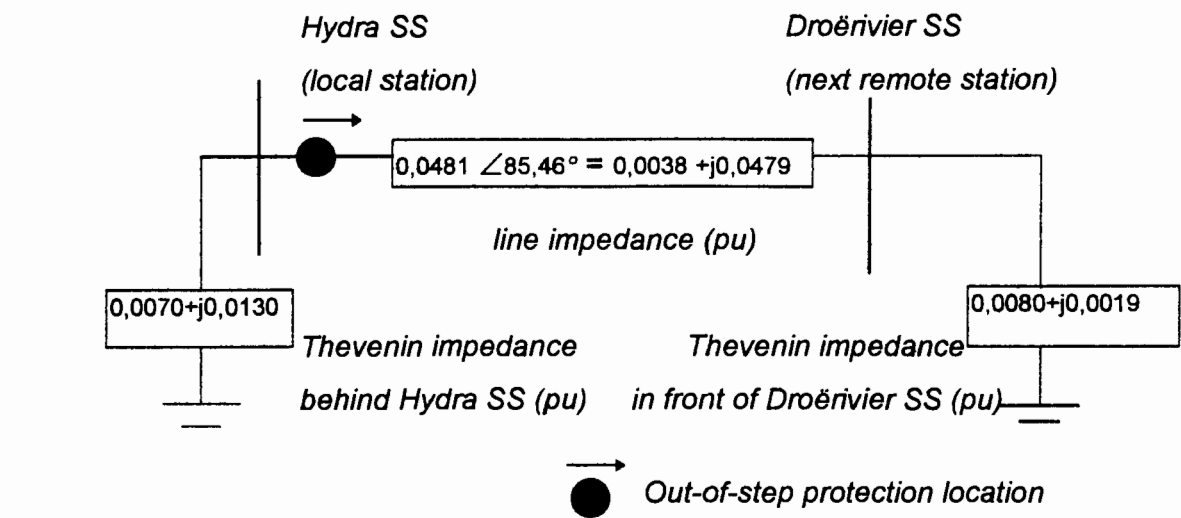 Hydra SS
(local station)
Droërivier SS
(next remote station)
0,0481 ∠85,46° = 0,0038 +j0,0479
line impedance (pu)
0,0070+j0,0130
0,0080+j0,0019
Thevenin impedance
behind Hydra SS (pu)
Thevenin impedance
in front of Droërivier SS (pu)
Out-of-step protection location